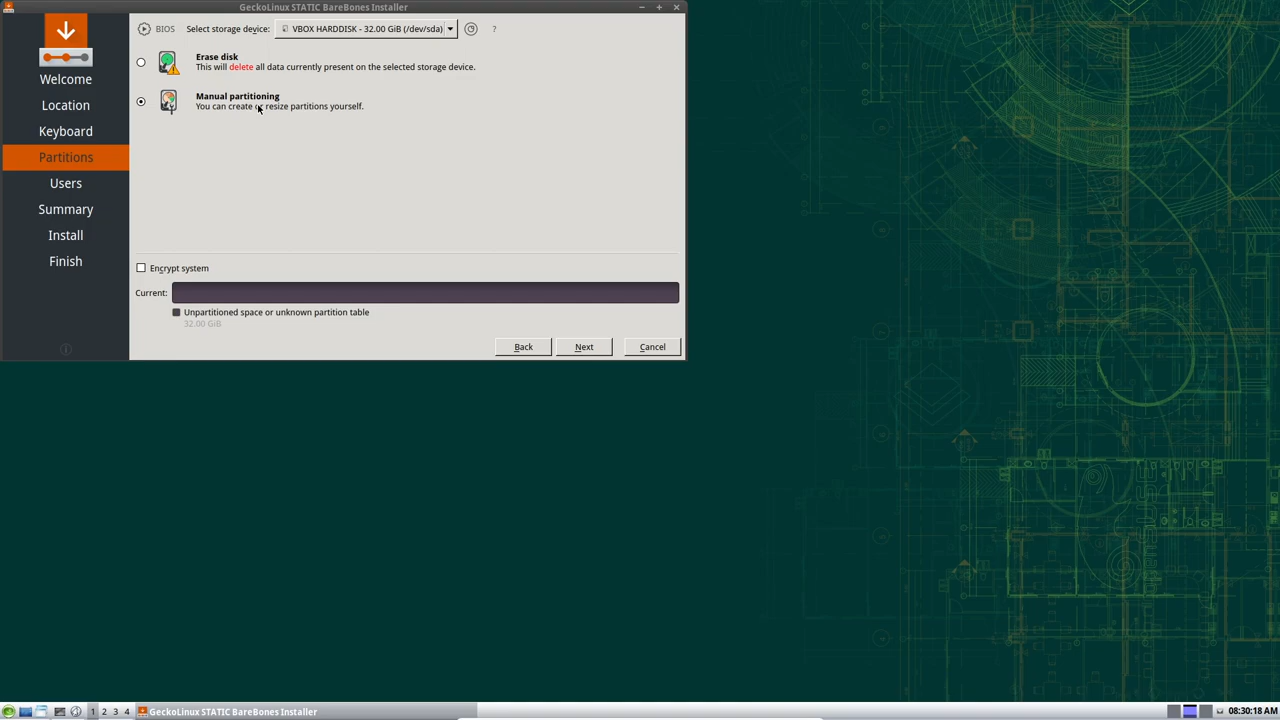 GeckoLinux STATIC BareBones Installer
BIOS Select storage device: VBOX HARDDISK - 32.00 GiB (/dev/sda) ?
Welcome
Location
Keyboard
Partitions
Users
Summary
Install
Finish
Erase disk
This will delete all data currently present on the selected storage device.
Manual partitioning
You can create or resize partitions yourself.
Encrypt system
Current:
Unpartitioned space or unknown partition table
32.00 GiB
Back Next Cancel
1 2 3 4 GeckoLinux STATIC BareBones Installer 08:30:18 AM